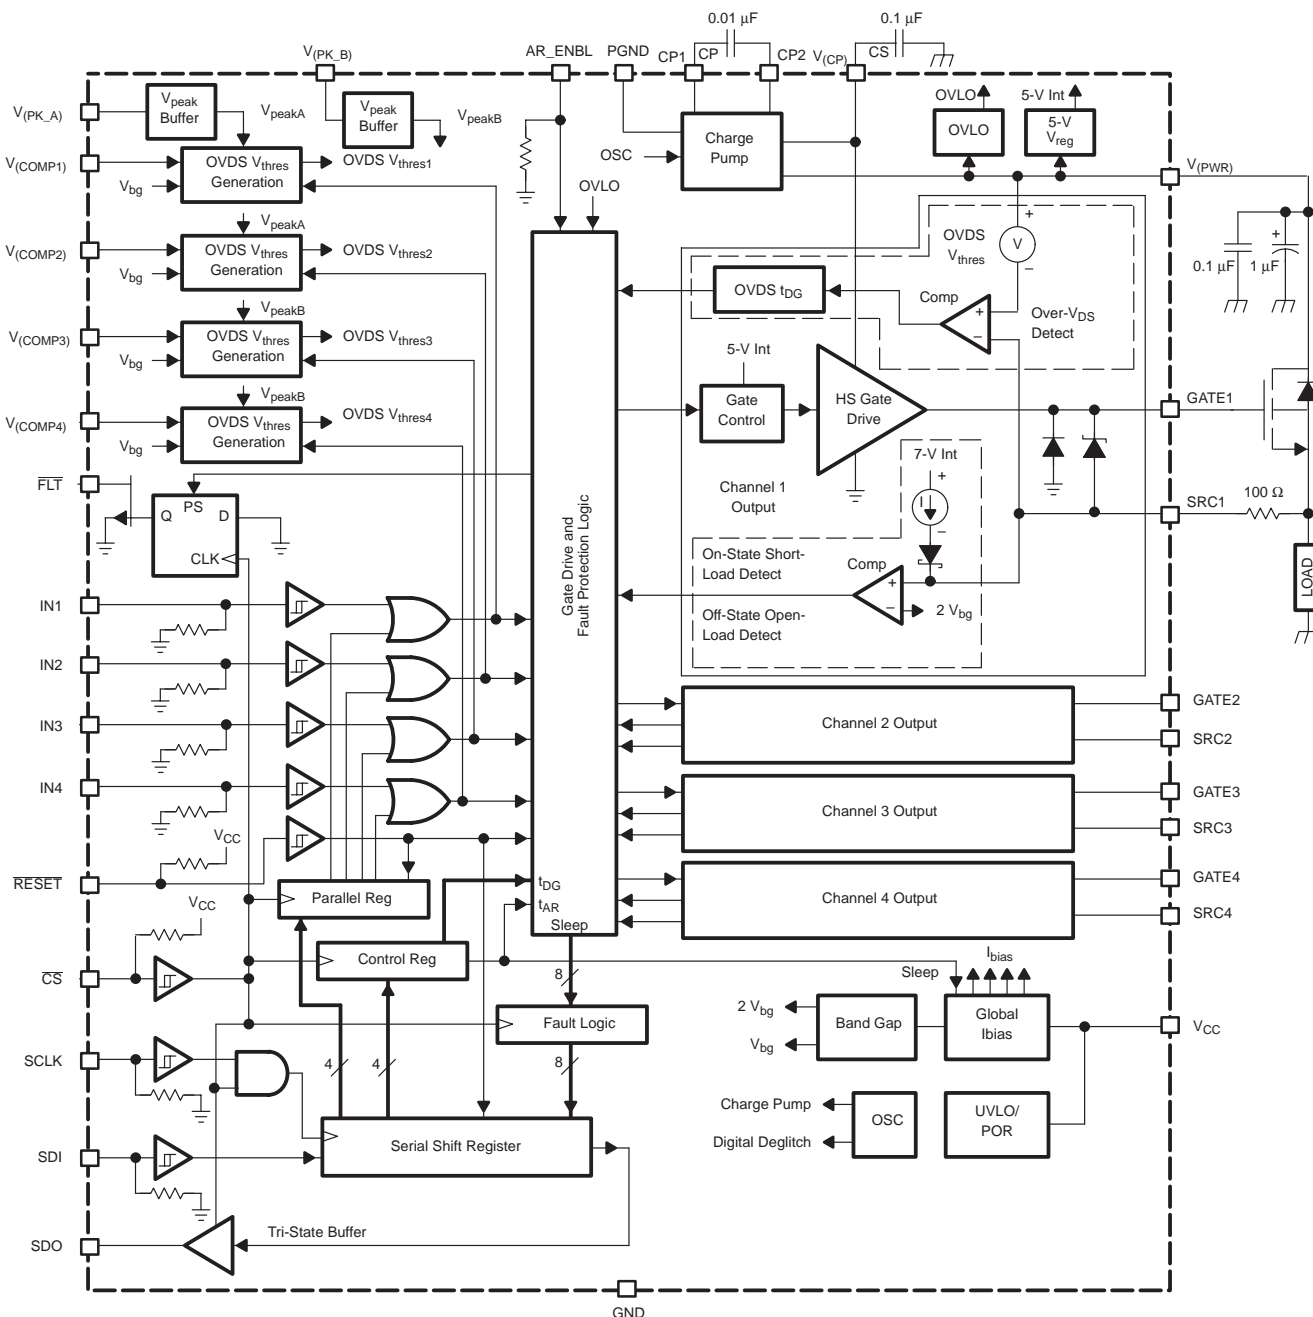 0.01 µF
0.1 µF
V(PK_B)
AR_ENBL
PGND
CP1
CP
CP2
V(CP)
CS
V(PK_A)
Vpeak
Buffer
VpeakA
Vpeak
Buffer
VpeakB
Charge
Pump
OSC
OVLO
OVLO
5-V Int
5-V
Vreg
V(COMP1)
OVDS Vthres
Generation
OVDS Vthres1
Vbg
V(PWR)
OVLO
VpeakA
V(COMP2)
OVDS Vthres
Generation
OVDS Vthres2
Vbg
OVDS
Vthres
+
V
–
0.1 µF
+
1 µF
OVDS tDG
Comp
+
–
Over-VDS
Detect
VpeakB
V(COMP3)
OVDS Vthres
Generation
OVDS Vthres3
Vbg
5-V Int
Gate
Control
HS Gate
Drive
GATE1
VpeakB
V(COMP4)
OVDS Vthres
Generation
OVDS Vthres4
Vbg
7-V Int
+
I
–
Channel 1
Output
FLT
PS
Q
D
CLK
SRC1
100 Ω
LOAD
On-State Short-
Load Detect
Comp
+
–
2 Vbg
Off-State Open-
Load Detect
Gate Drive and
Fault Protection Logic
IN1
IN2
IN3
IN4
VCC
RESET
Channel 2 Output
GATE2
SRC2
Channel 3 Output
GATE3
SRC3
Channel 4 Output
GATE4
SRC4
Parallel Reg
tDG
tAR
Sleep
VCC
CS
Control Reg
8
Sleep
Ibias
Fault Logic
2 Vbg
Vbg
Band Gap
Global
Ibias
VCC
SCLK
4
4
8
Charge Pump
Digital Deglitch
OSC
UVLO/
POR
Serial Shift Register
SDI
Tri-State Buffer
SDO
GND